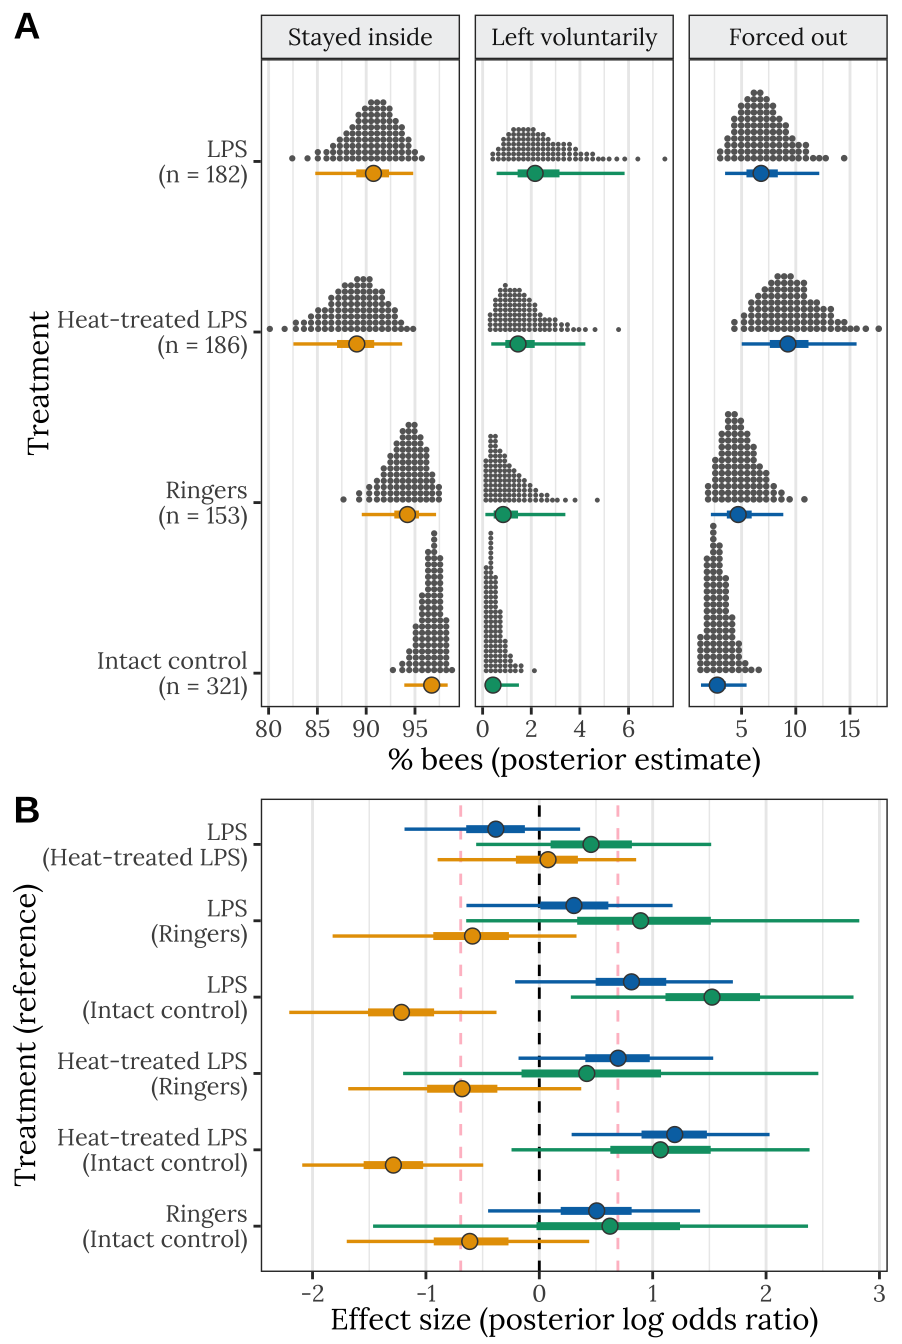 A
Stayed inside
Left voluntarily
Forced out
Treatment
LPS
(n = 182)
Heat-treated LPS
(n = 186)
Ringers
(n = 153)
Intact control
(n = 321)
80 85 90 95
0 2 4 6
5 10 15
% bees (posterior estimate)
B
Treatment (reference)
LPS
(Heat-treated LPS)
LPS
(Ringers)
LPS
(Intact control)
Heat-treated LPS
(Ringers)
Heat-treated LPS
(Intact control)
Ringers
(Intact control)
-2 -1 0 1 2 3
Effect size (posterior log odds ratio)